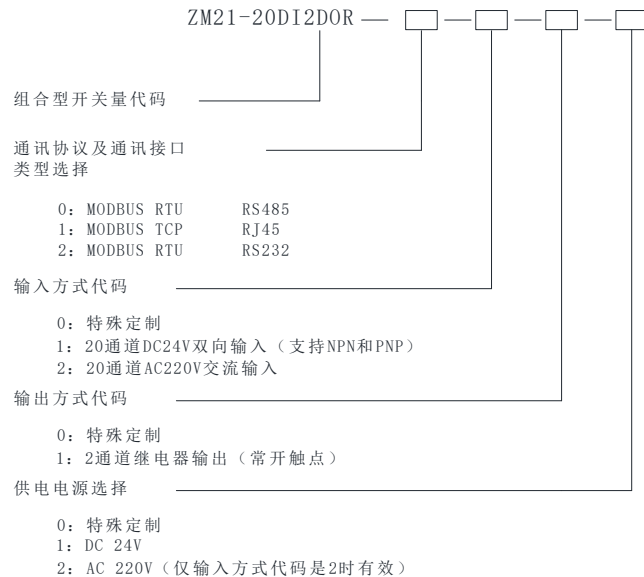 ZM21-20DI2DOR
组合型开关量代码
通讯协议及通讯接口
类型选择
0: MODBUS RTU RS485
1: MODBUS TCP RJ45
2: MODBUS RTU RS232
输入方式代码
0: 特殊定制
1: 20通道DC24V双向输入（支持NPN和PNP）
2: 20通道AC220V交流输入
输出方式代码
0: 特殊定制
1: 2通道继电器输出（常开触点）
供电电源选择
0: 特殊定制
1: DC 24V
2: AC 220V（仅输入方式代码是2时有效）